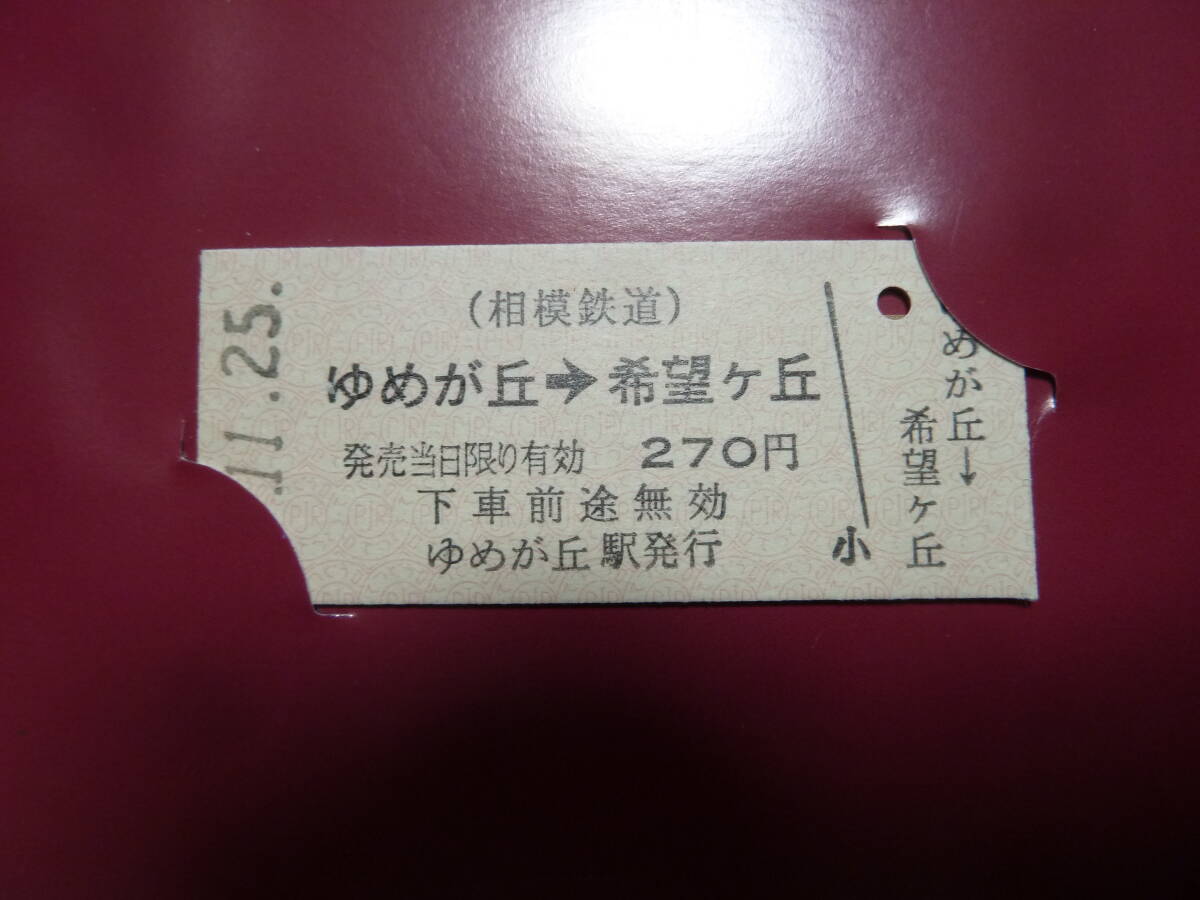 .11.25.
(相模鉄道)
ゆめが丘➔希望ヶ丘
発売当日限り有効 270円
下車前途無効
ゆめが丘駅発行
小
ゆめが丘→
希望ヶ丘